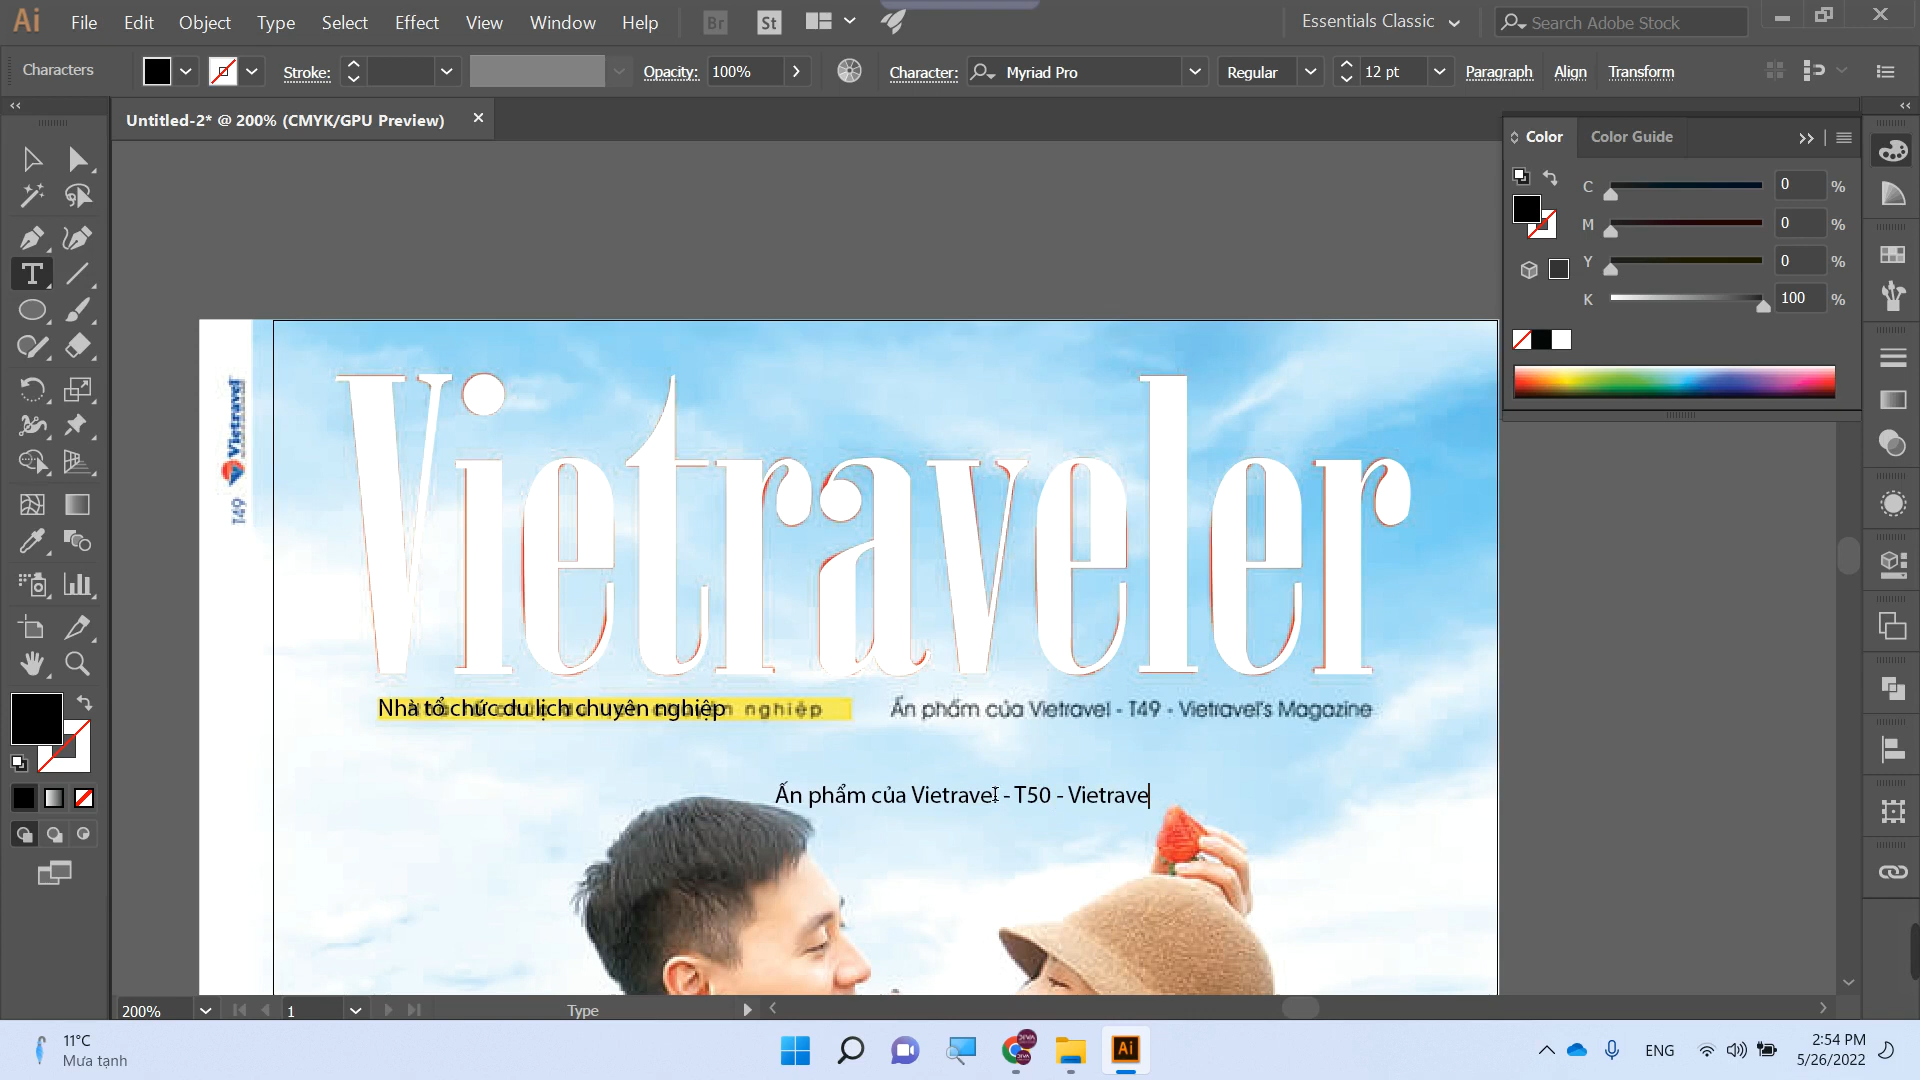 Ai File Edit Object Type Select Effect View Window Help Br St Essentials Classic Search Adobe Stock
Characters Stroke: Opacity: 100% Character: Myriad Pro Regular 12 pt Paragraph Align Transform
Untitled-2* @ 200% (CMYK/GPU Preview)
Color Color Guide
C 0 %
M 0 %
Y 0 %
K 100 %
T49 Vietravel
Vietraveler
Nhà tổ chức du lịch chuyên nghiệp
Ấn phẩm của Vietravel - T49 - Vietravel's Magazine
Ấn phẩm của Vietravel - T50 - Vietrave
200% 1 Type
11°C
Mưa tạnh
Ai
ENG
2:54 PM
5/26/2022